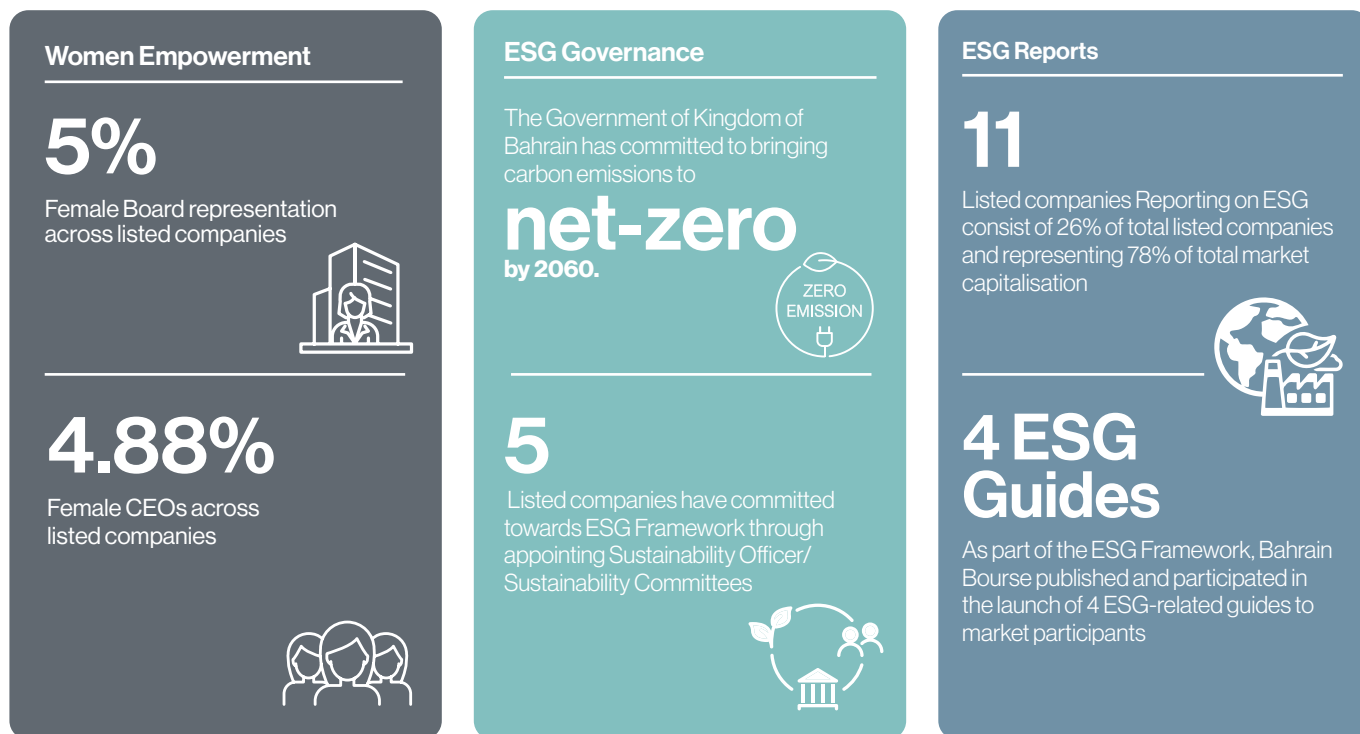 Women Empowerment
5%
Female Board representation
across listed companies
4.88%
Female CEOs across
listed companies
ESG Governance
The Government of Kingdom of
Bahrain has committed to bringing
carbon emissions to
net-zero
by 2060.
ZERO
EMISSION
5
Listed companies have committed
towards ESG Framework through
appointing Sustainability Officer/
Sustainability Committees
ESG Reports
11
Listed companies Reporting on ESG
consist of 26% of total listed companies
and representing 78% of total market
capitalisation
4 ESG
Guides
As part of the ESG Framework, Bahrain
Bourse published and participated in
the launch of 4 ESG-related guides to
market participants